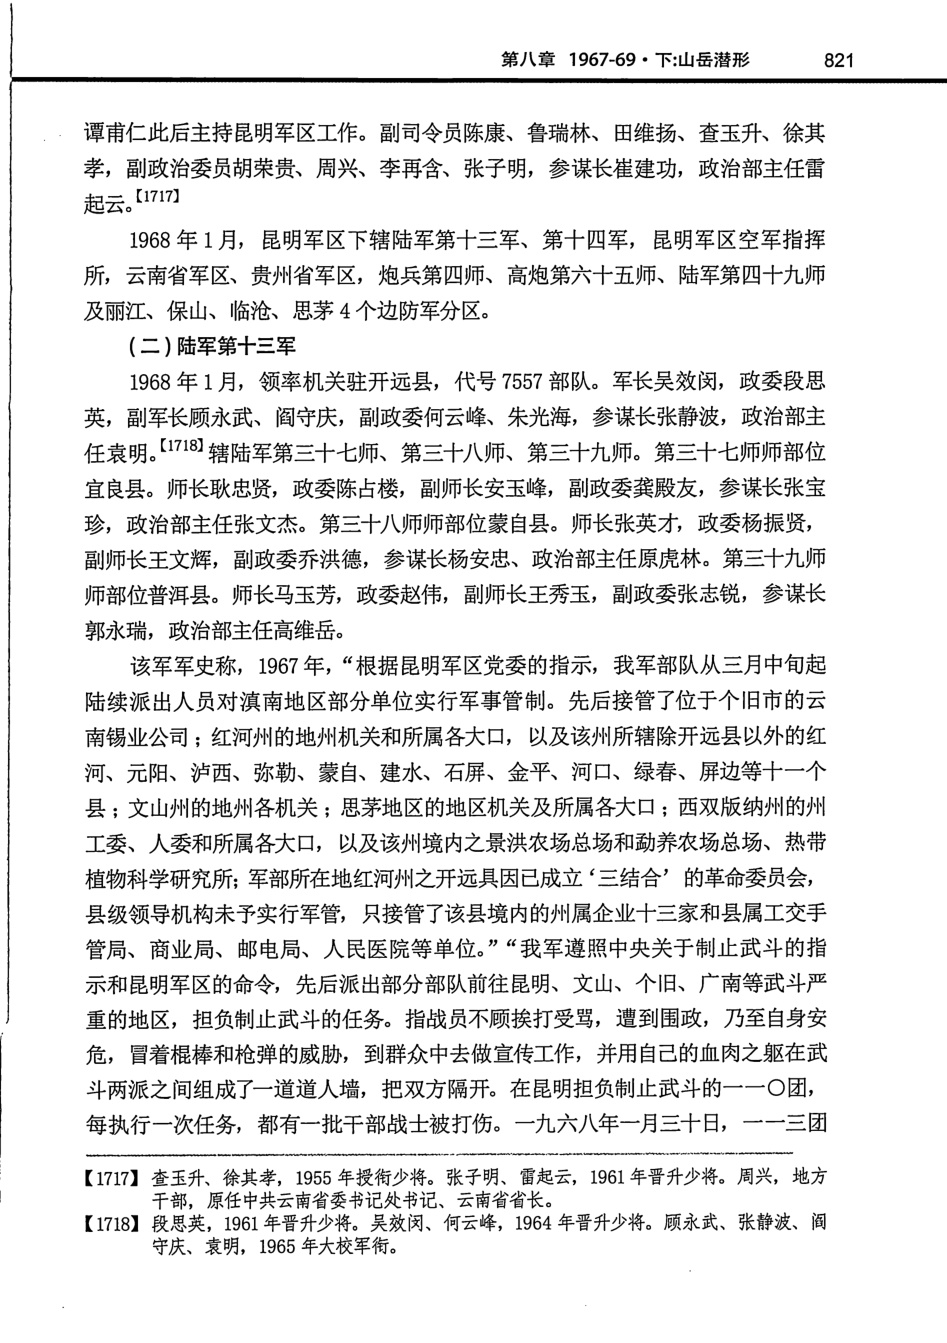 第八章 1967-69·下:山岳潜形 821
谭甫仁此后主持昆明军区工作。副司令员陈康、鲁瑞林、田维扬、查玉升、徐其
孝，副政治委员胡荣贵、周兴、李再含、张子明，参谋长崔建功，政治部主任雷
起云。【1717】
1968 年 1 月，昆明军区下辖陆军第十三军、第十四军，昆明军区空军指挥
所，云南省军区、贵州省军区，炮兵第四师、高炮第六十五师、陆军第四十九师
及丽江、保山、临沧、思茅 4 个边防军分区。
(二)陆军第十三军
1968 年 1 月，领率机关驻开远县，代号 7557 部队。军长吴效闵，政委段思
英，副军长顾永武、阎守庆，副政委何云峰、朱光海，参谋长张静波，政治部主
任袁明。【1718】辖陆军第三十七师、第三十八师、第三十九师。第三十七师师部位
宜良县。师长耿忠贤，政委陈占楼，副师长安玉峰，副政委龚殿友，参谋长张宝
珍，政治部主任张文杰。第三十八师师部位蒙自县。师长张英才，政委杨振贤，
副师长王文辉，副政委乔洪德，参谋长杨安忠、政治部主任原虎林。第三十九师
师部位普洱县。师长马玉芳，政委赵伟，副师长王秀玉，副政委张志锐，参谋长
郭永瑞，政治部主任高维岳。
该军军史称，1967 年，“根据昆明军区党委的指示，我军部队从三月中旬起
陆续派出人员对滇南地区部分单位实行军事管制。先后接管了位于个旧市的云
南锡业公司；红河州的地州机关和所属各大口，以及该州所辖除开远县以外的红
河、元阳、泸西、弥勒、蒙自、建水、石屏、金平、河口、绿春、屏边等十一个
县；文山州的地州各机关；思茅地区的地区机关及所属各大口；西双版纳州的州
工委、人委和所属各大口，以及该州境内之景洪农场总场和勐养农场总场、热带
植物科学研究所；军部所在地红河州之开远具因已成立‘三结合’的革命委员会，
县级领导机构未予实行军管，只接管了该县境内的州属企业十三家和县属工交手
管局、商业局、邮电局、人民医院等单位。”“我军遵照中央关于制止武斗的指
示和昆明军区的命令，先后派出部分部队前往昆明、文山、个旧、广南等武斗严
重的地区，担负制止武斗的任务。指战员不顾挨打受骂，遭到围政，乃至自身安
危，冒着棍棒和枪弹的威胁，到群众中去做宣传工作，并用自己的血肉之躯在武
斗两派之间组成了一道道人墙，把双方隔开。在昆明担负制止武斗的一一〇团，
每执行一次任务，都有一批干部战士被打伤。一九六八年一月三十日，一一三团
【1717】 查玉升、徐其孝，1955 年授衔少将。张子明、雷起云，1961 年晋升少将。周兴，地方
干部，原任中共云南省委书记处书记、云南省省长。
【1718】 段思英，1961 年晋升少将。吴效闵、何云峰，1964 年晋升少将。顾永武、张静波、阎
守庆、袁明，1965 年大校军衔。